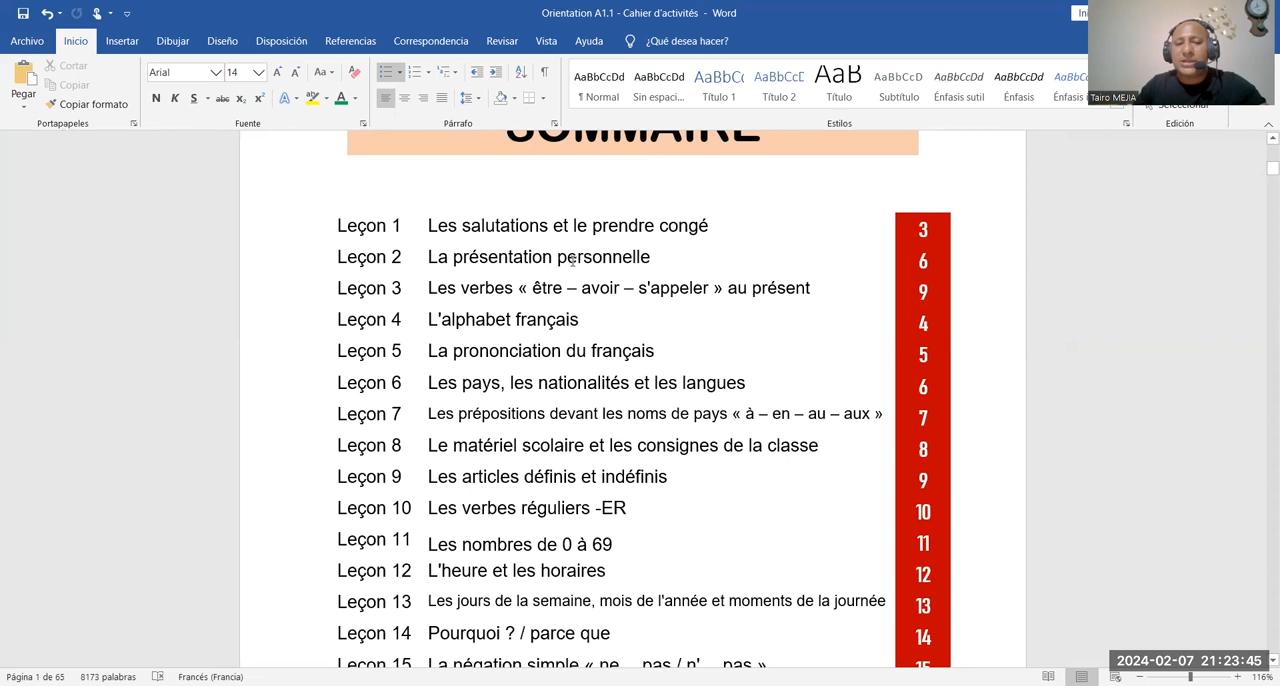 Orientation A1.1 - Cahier d'activités - Word
Archivo Inicio Insertar Dibujar Diseño Disposición Referencias Correspondencia Revisar Vista Ayuda ¿Qué desea hacer?
Pegar
Cortar
Copiar
Copiar formato
Portapapeles
Arial 14
Fuente
Párrafo
AaBbCcDd AaBbCcDd AaBbCc AaBbCcD AaB AaBbCcD AaBbCcDd AaBbCcDd
¶ Normal Sin espaci... Título 1 Título 2 Título Subtítulo Énfasis sutil Énfasis
Estilos
Edición
Tairo MEJIA
SOMMAIRE
Leçon 1 Les salutations et le prendre congé 3
Leçon 2 La présentation personnelle 6
Leçon 3 Les verbes « être – avoir – s'appeler » au présent 9
Leçon 4 L'alphabet français 4
Leçon 5 La prononciation du français 5
Leçon 6 Les pays, les nationalités et les langues 6
Leçon 7 Les prépositions devant les noms de pays « à – en – au – aux » 7
Leçon 8 Le matériel scolaire et les consignes de la classe 8
Leçon 9 Les articles définis et indéfinis 9
Leçon 10 Les verbes réguliers -ER 10
Leçon 11 Les nombres de 0 à 69 11
Leçon 12 L'heure et les horaires 12
Leçon 13 Les jours de la semaine, mois de l'année et moments de la journée 13
Leçon 14 Pourquoi ? / parce que 14
Leçon 15 La négation simple « ne... pas / n'... pas » 15
2024-02-07 21:23:45
Página 1 de 65 8173 palabras Francés (Francia) 116%